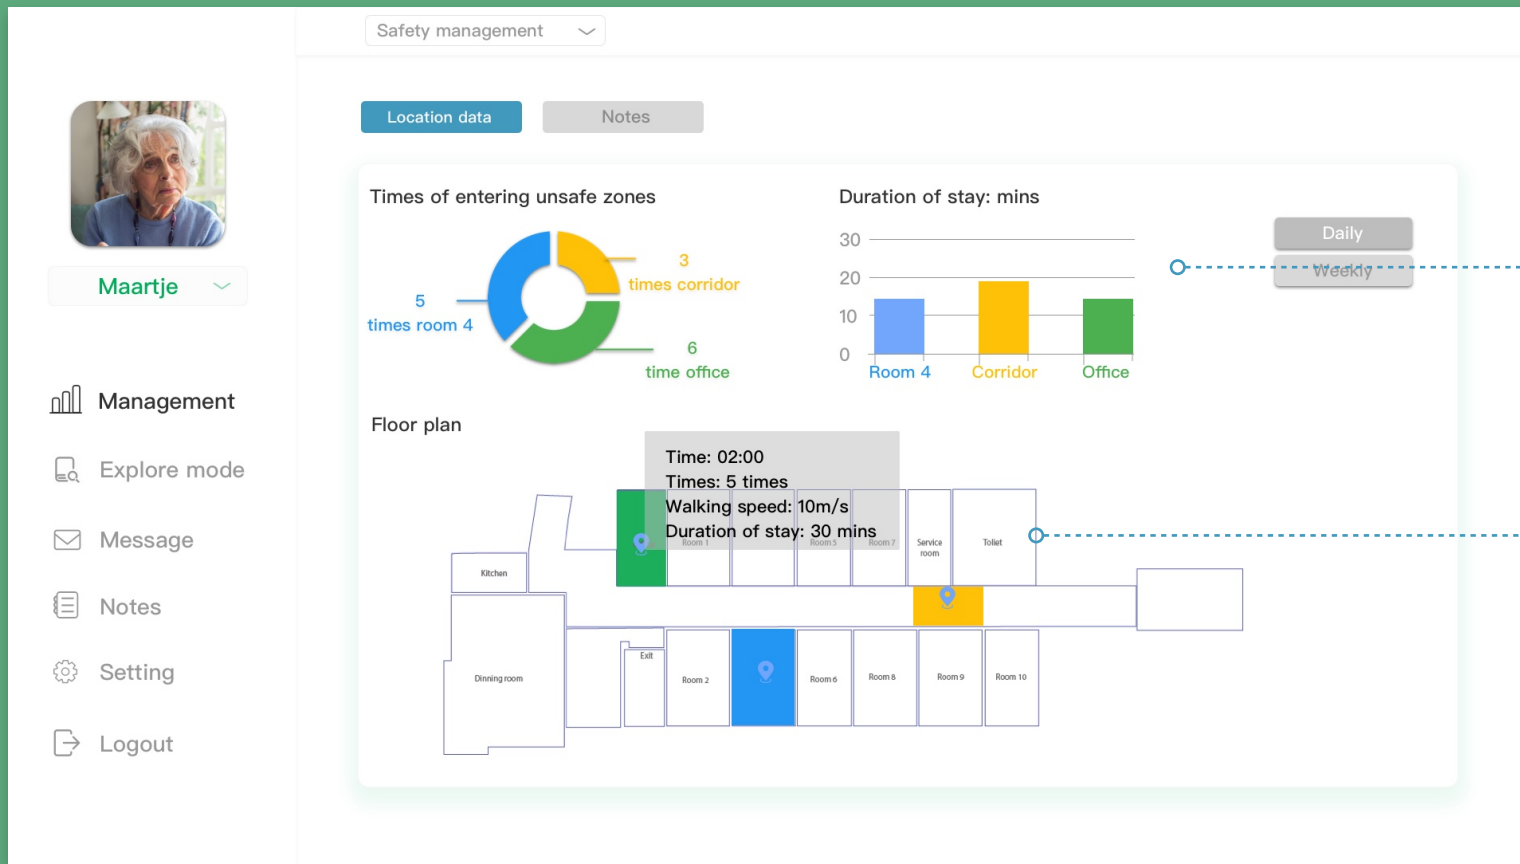 Safety management
Location data
Notes
Maartje
Management
Explore mode
Message
Notes
Setting
Logout
Times of entering unsafe zones
3
times corridor
5
times room 4
6
time office
Duration of stay: mins
30
20
10
0
Room 4
Corridor
Office
Daily
Weekly
Floor plan
Time: 02:00
Times: 5 times
Walking speed: 10m/s
Duration of stay: 30 mins
Room 1
Room 5
Room 7
Service
room
Toliet
Kitchen
Dinning room
Exit
Room 2
Room 6
Room 8
Room 9
Room 10